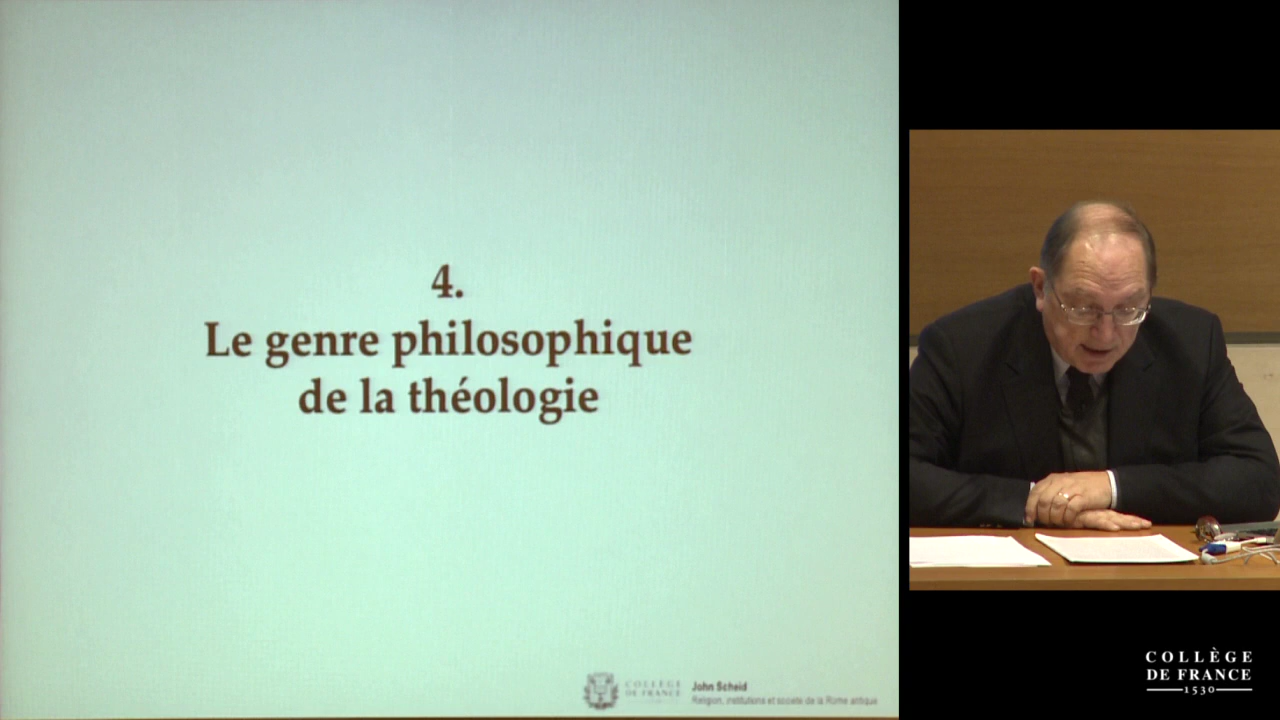 4.
Le genre philosophique
de la théologie
COLLÈGE
DE FRANCE
John Scheid
Religion, institutions et société de la Rome antique
COLLÈGE
DE FRANCE
1530